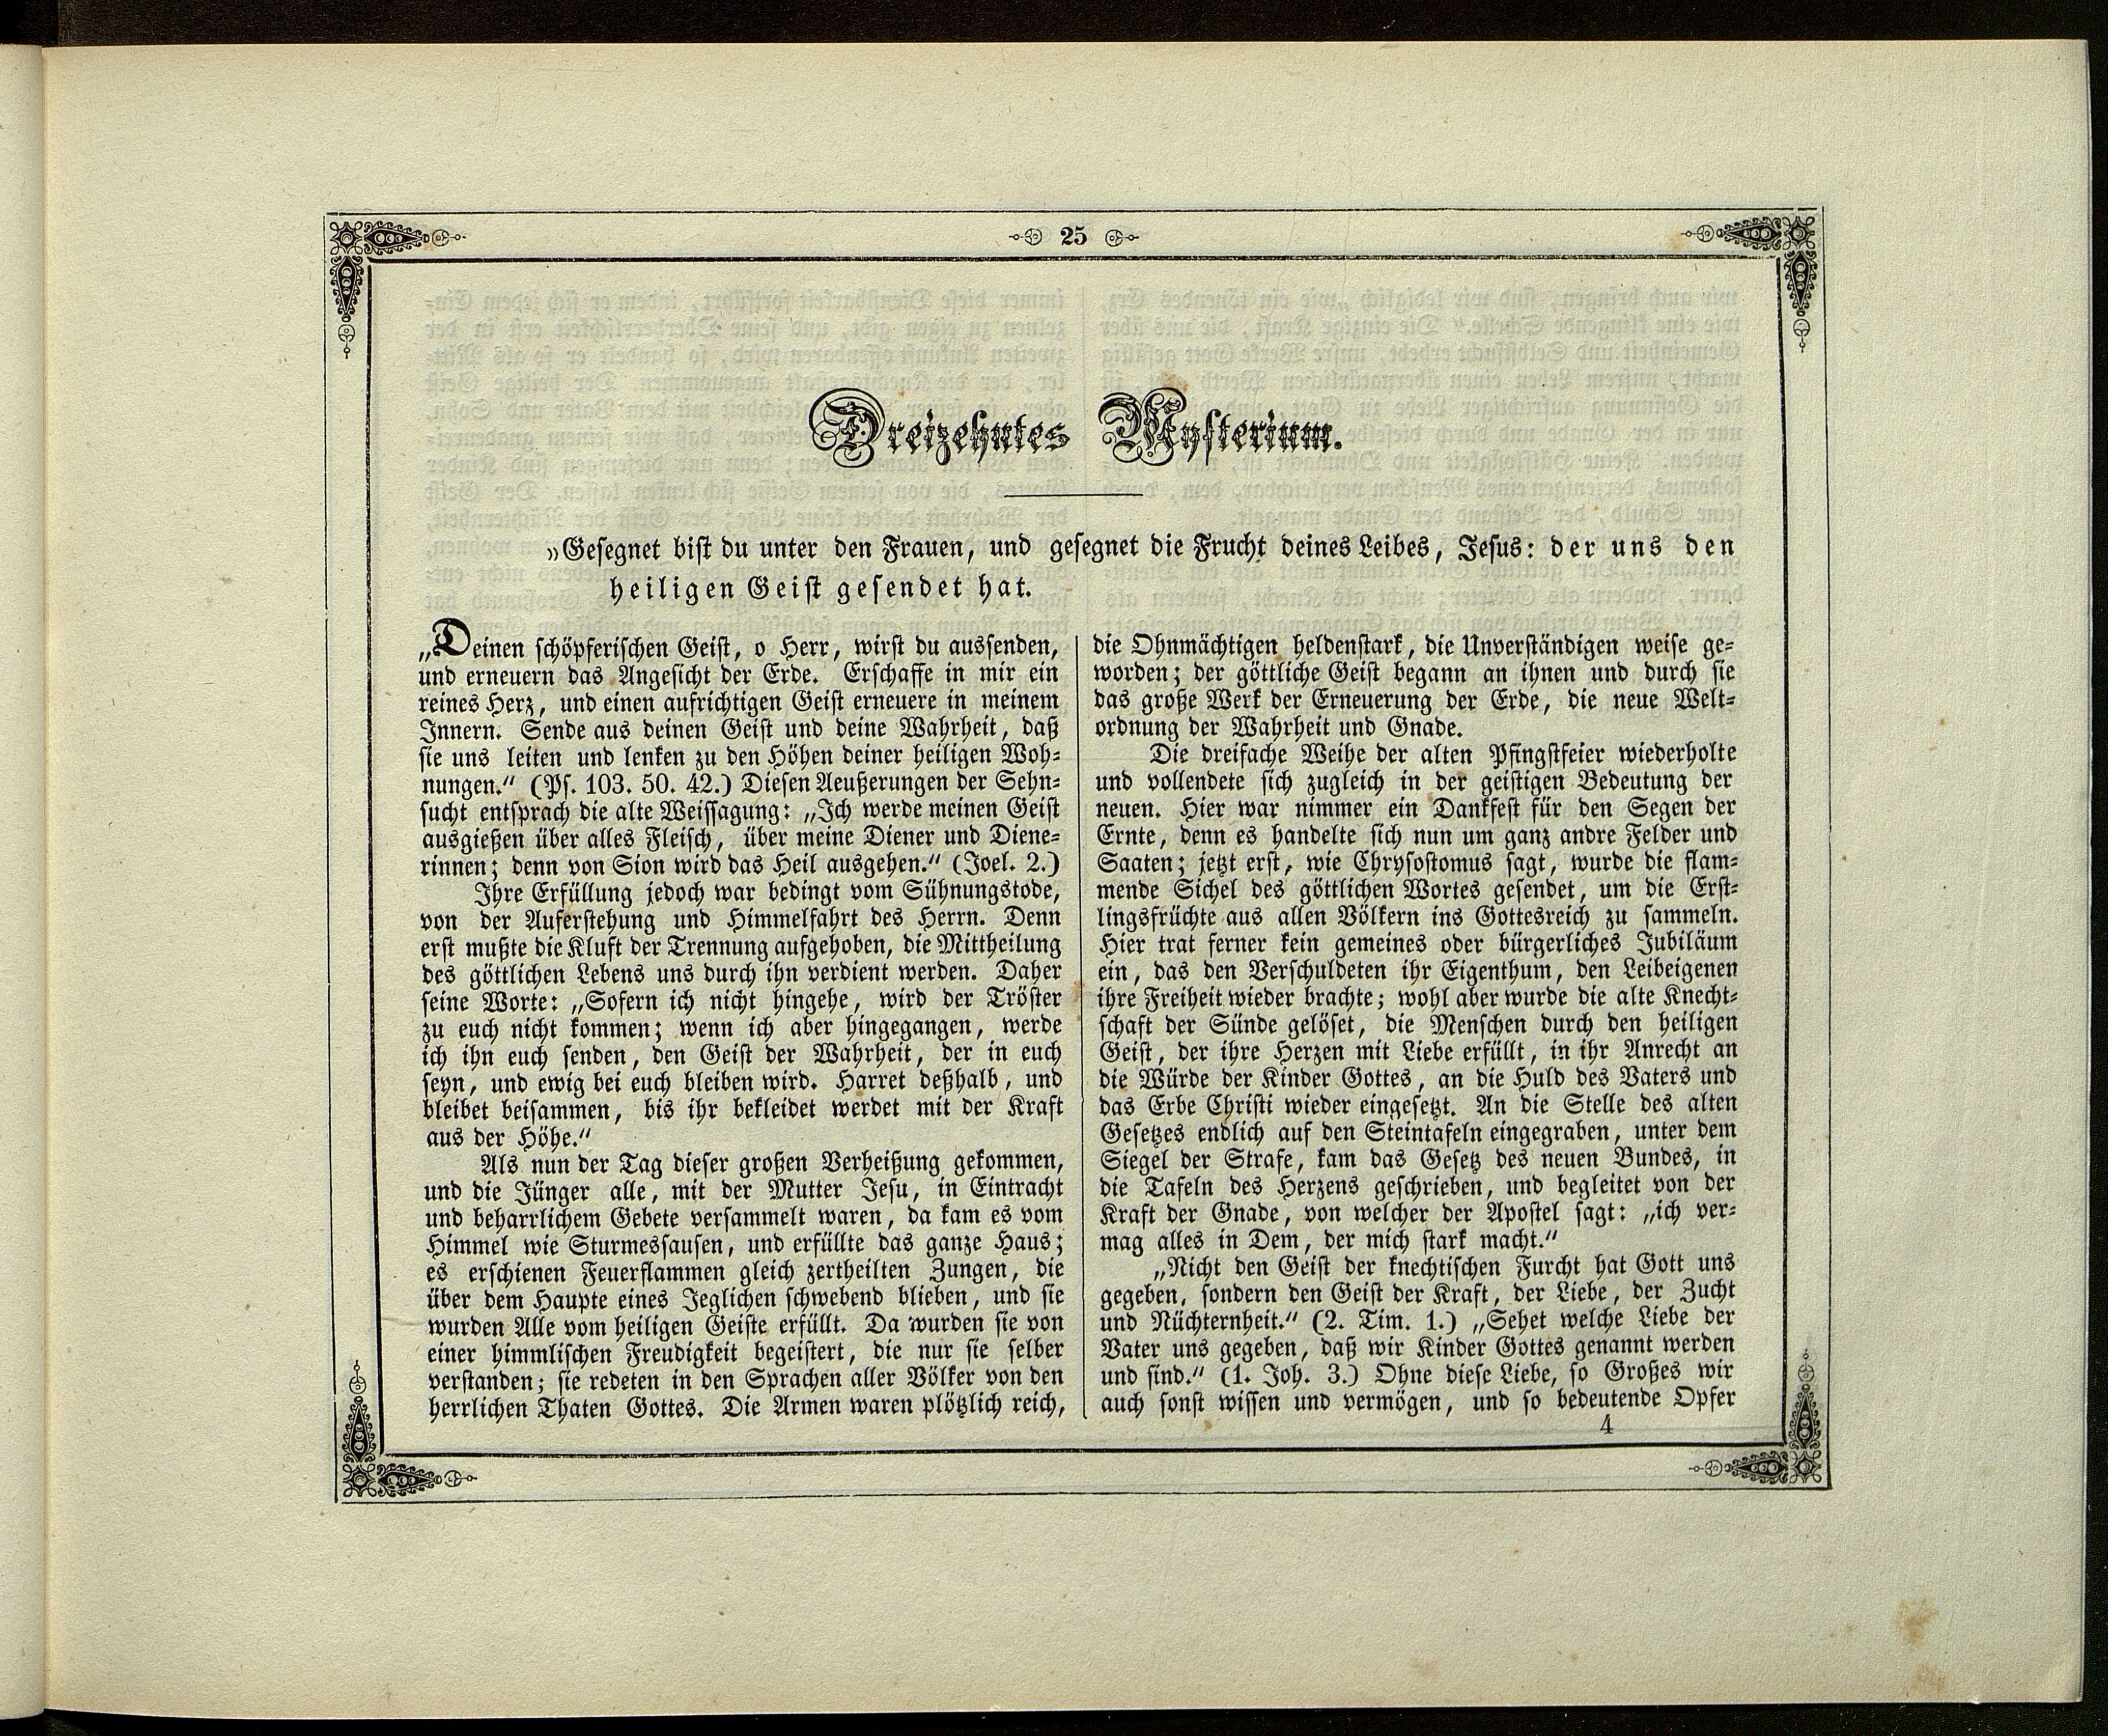 25
Dreizehntes Mysterium.
„Gesegnet bist du unter den Frauen, und gesegnet die Frucht deines Leibes, Jesus: der uns den
heiligen Geist gesendet hat.
„Deinen schöpferischen Geist, o Herr, wirst du aussenden,
und erneuern das Angesicht der Erde. Erschaffe in mir ein
reines Herz, und einen aufrichtigen Geist erneuere in meinem
Innern. Sende aus deinen Geist und deine Wahrheit, daß
sie uns leiten und lenken zu den Höhen deiner heiligen Woh-
nungen.“ (Ps. 103. 50. 42.) Diesen Aeußerungen der Sehn-
sucht entsprach die alte Weissagung: „Ich werde meinen Geist
ausgießen über alles Fleisch, über meine Diener und Diene-
rinnen; denn von Sion wird das Heil ausgehen.“ (Joel. 2.)
Ihre Erfüllung jedoch war bedingt vom Sühnungstode,
von der Auferstehung und Himmelfahrt des Herrn. Denn
erst mußte die Kluft der Trennung aufgehoben, die Mittheilung
des göttlichen Lebens uns durch ihn verdient werden. Daher
seine Worte: „Sofern ich nicht hingehe, wird der Tröster
zu euch nicht kommen; wenn ich aber hingegangen, werde
ich ihn euch senden, den Geist der Wahrheit, der in euch
seyn, und ewig bei euch bleiben wird. Harret deßhalb, und
bleibet beisammen, bis ihr bekleidet werdet mit der Kraft
aus der Höhe.“
Als nun der Tag dieser großen Verheißung gekommen,
und die Jünger alle, mit der Mutter Jesu, in Eintracht
und beharrlichem Gebete versammelt waren, da kam es vom
Himmel wie Sturmessausen, und erfüllte das ganze Haus;
es erschienen Feuerflammen gleich zertheilten Zungen, die
über dem Haupte eines Jeglichen schwebend blieben, und sie
wurden Alle vom heiligen Geiste erfüllt. Da wurden sie von
einer himmlischen Freudigkeit begeistert, die nur sie selber
verstanden; sie redeten in den Sprachen aller Völker von den
herrlichen Thaten Gottes. Die Armen waren plötzlich reich,
die Ohnmächtigen heldenstark, die Unverständigen weise ge-
worden; der göttliche Geist begann an ihnen und durch sie
das große Werk der Erneuerung der Erde, die neue Welt-
ordnung der Wahrheit und Gnade.
Die dreifache Weihe der alten Pfingstfeier wiederholte
und vollendete sich zugleich in der geistigen Bedeutung der
neuen. Hier war nimmer ein Dankfest für den Segen der
Ernte, denn es handelte sich nun um ganz andre Felder und
Saaten; jetzt erst, wie Chrysostomus sagt, wurde die flam-
mende Sichel des göttlichen Wortes gesendet, um die Erst-
lingsfrüchte aus allen Völkern ins Gottesreich zu sammeln.
Hier trat ferner kein gemeines oder bürgerliches Jubiläum
ein, das den Verschuldeten ihr Eigenthum, den Leibeigenen
ihre Freiheit wieder brachte; wohl aber wurde die alte Knecht-
schaft der Sünde gelöset, die Menschen durch den heiligen
Geist, der ihre Herzen mit Liebe erfüllt, in ihr Anrecht an
die Würde der Kinder Gottes, an die Huld des Vaters und
das Erbe Christi wieder eingesetzt. An die Stelle des alten
Gesetzes endlich auf den Steintafeln eingegraben, unter dem
Siegel der Strafe, kam das Gesetz des neuen Bundes, in
die Tafeln des Herzens geschrieben, und begleitet von der
Kraft der Gnade, von welcher der Apostel sagt: „ich ver-
mag alles in Dem, der mich stark macht.“
„Nicht den Geist der knechtischen Furcht hat Gott uns
gegeben, sondern den Geist der Kraft, der Liebe, der Zucht
und Nüchternheit.“ (2. Tim. 1.) „Sehet welche Liebe der
Vater uns gegeben, daß wir Kinder Gottes genannt werden
und sind.“ (1. Joh. 3.) Ohne diese Liebe, so Großes wir
auch sonst wissen und vermögen, und so bedeutende Opfer
4